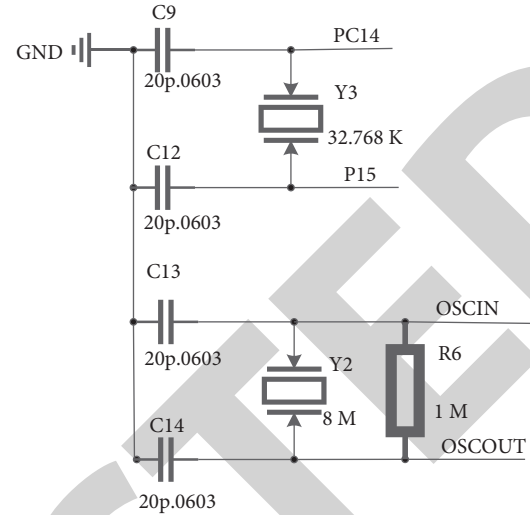 C9
PC14
GND
20p.0603
Y3
32.768 K
C12
P15
20p.0603
C13
OSCIN
20p.0603
Y2
R6
8 M
1 M
C14
OSCOUT
20p.0603